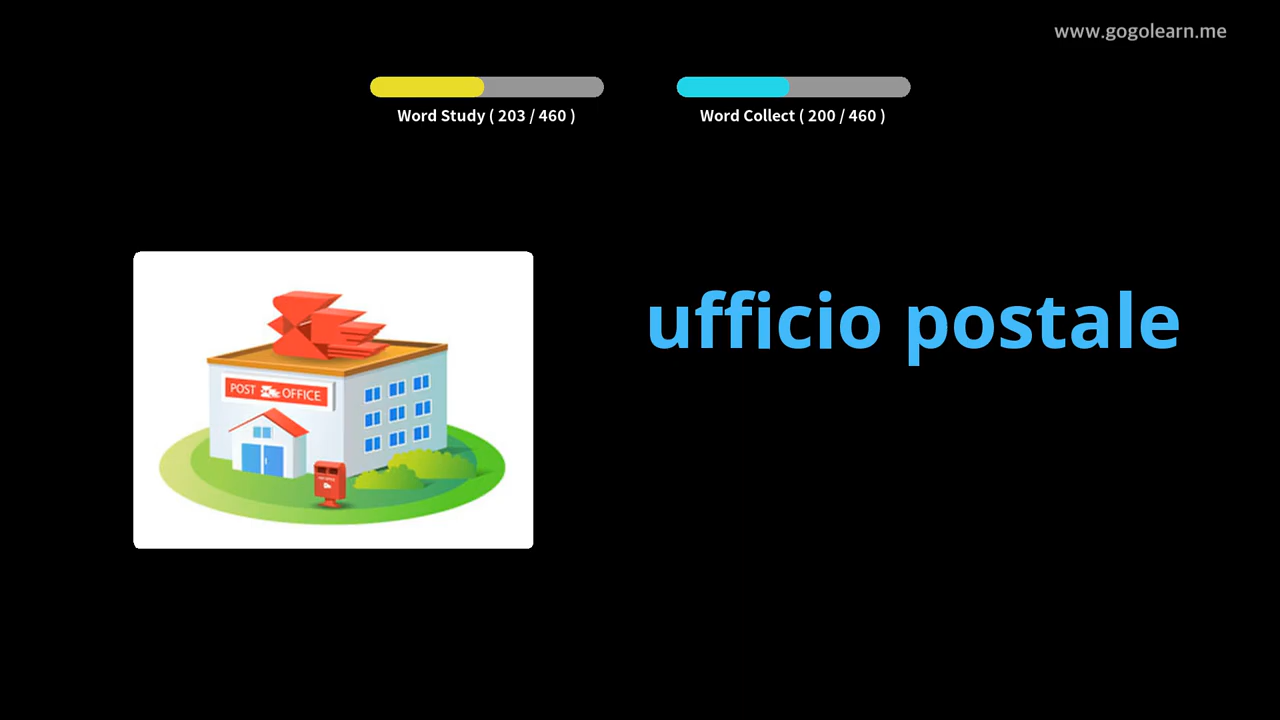 www.gogolearn.me
Word Study ( 203 / 460 )
Word Collect ( 200 / 460 )
ufficio postale
POST OFFICE